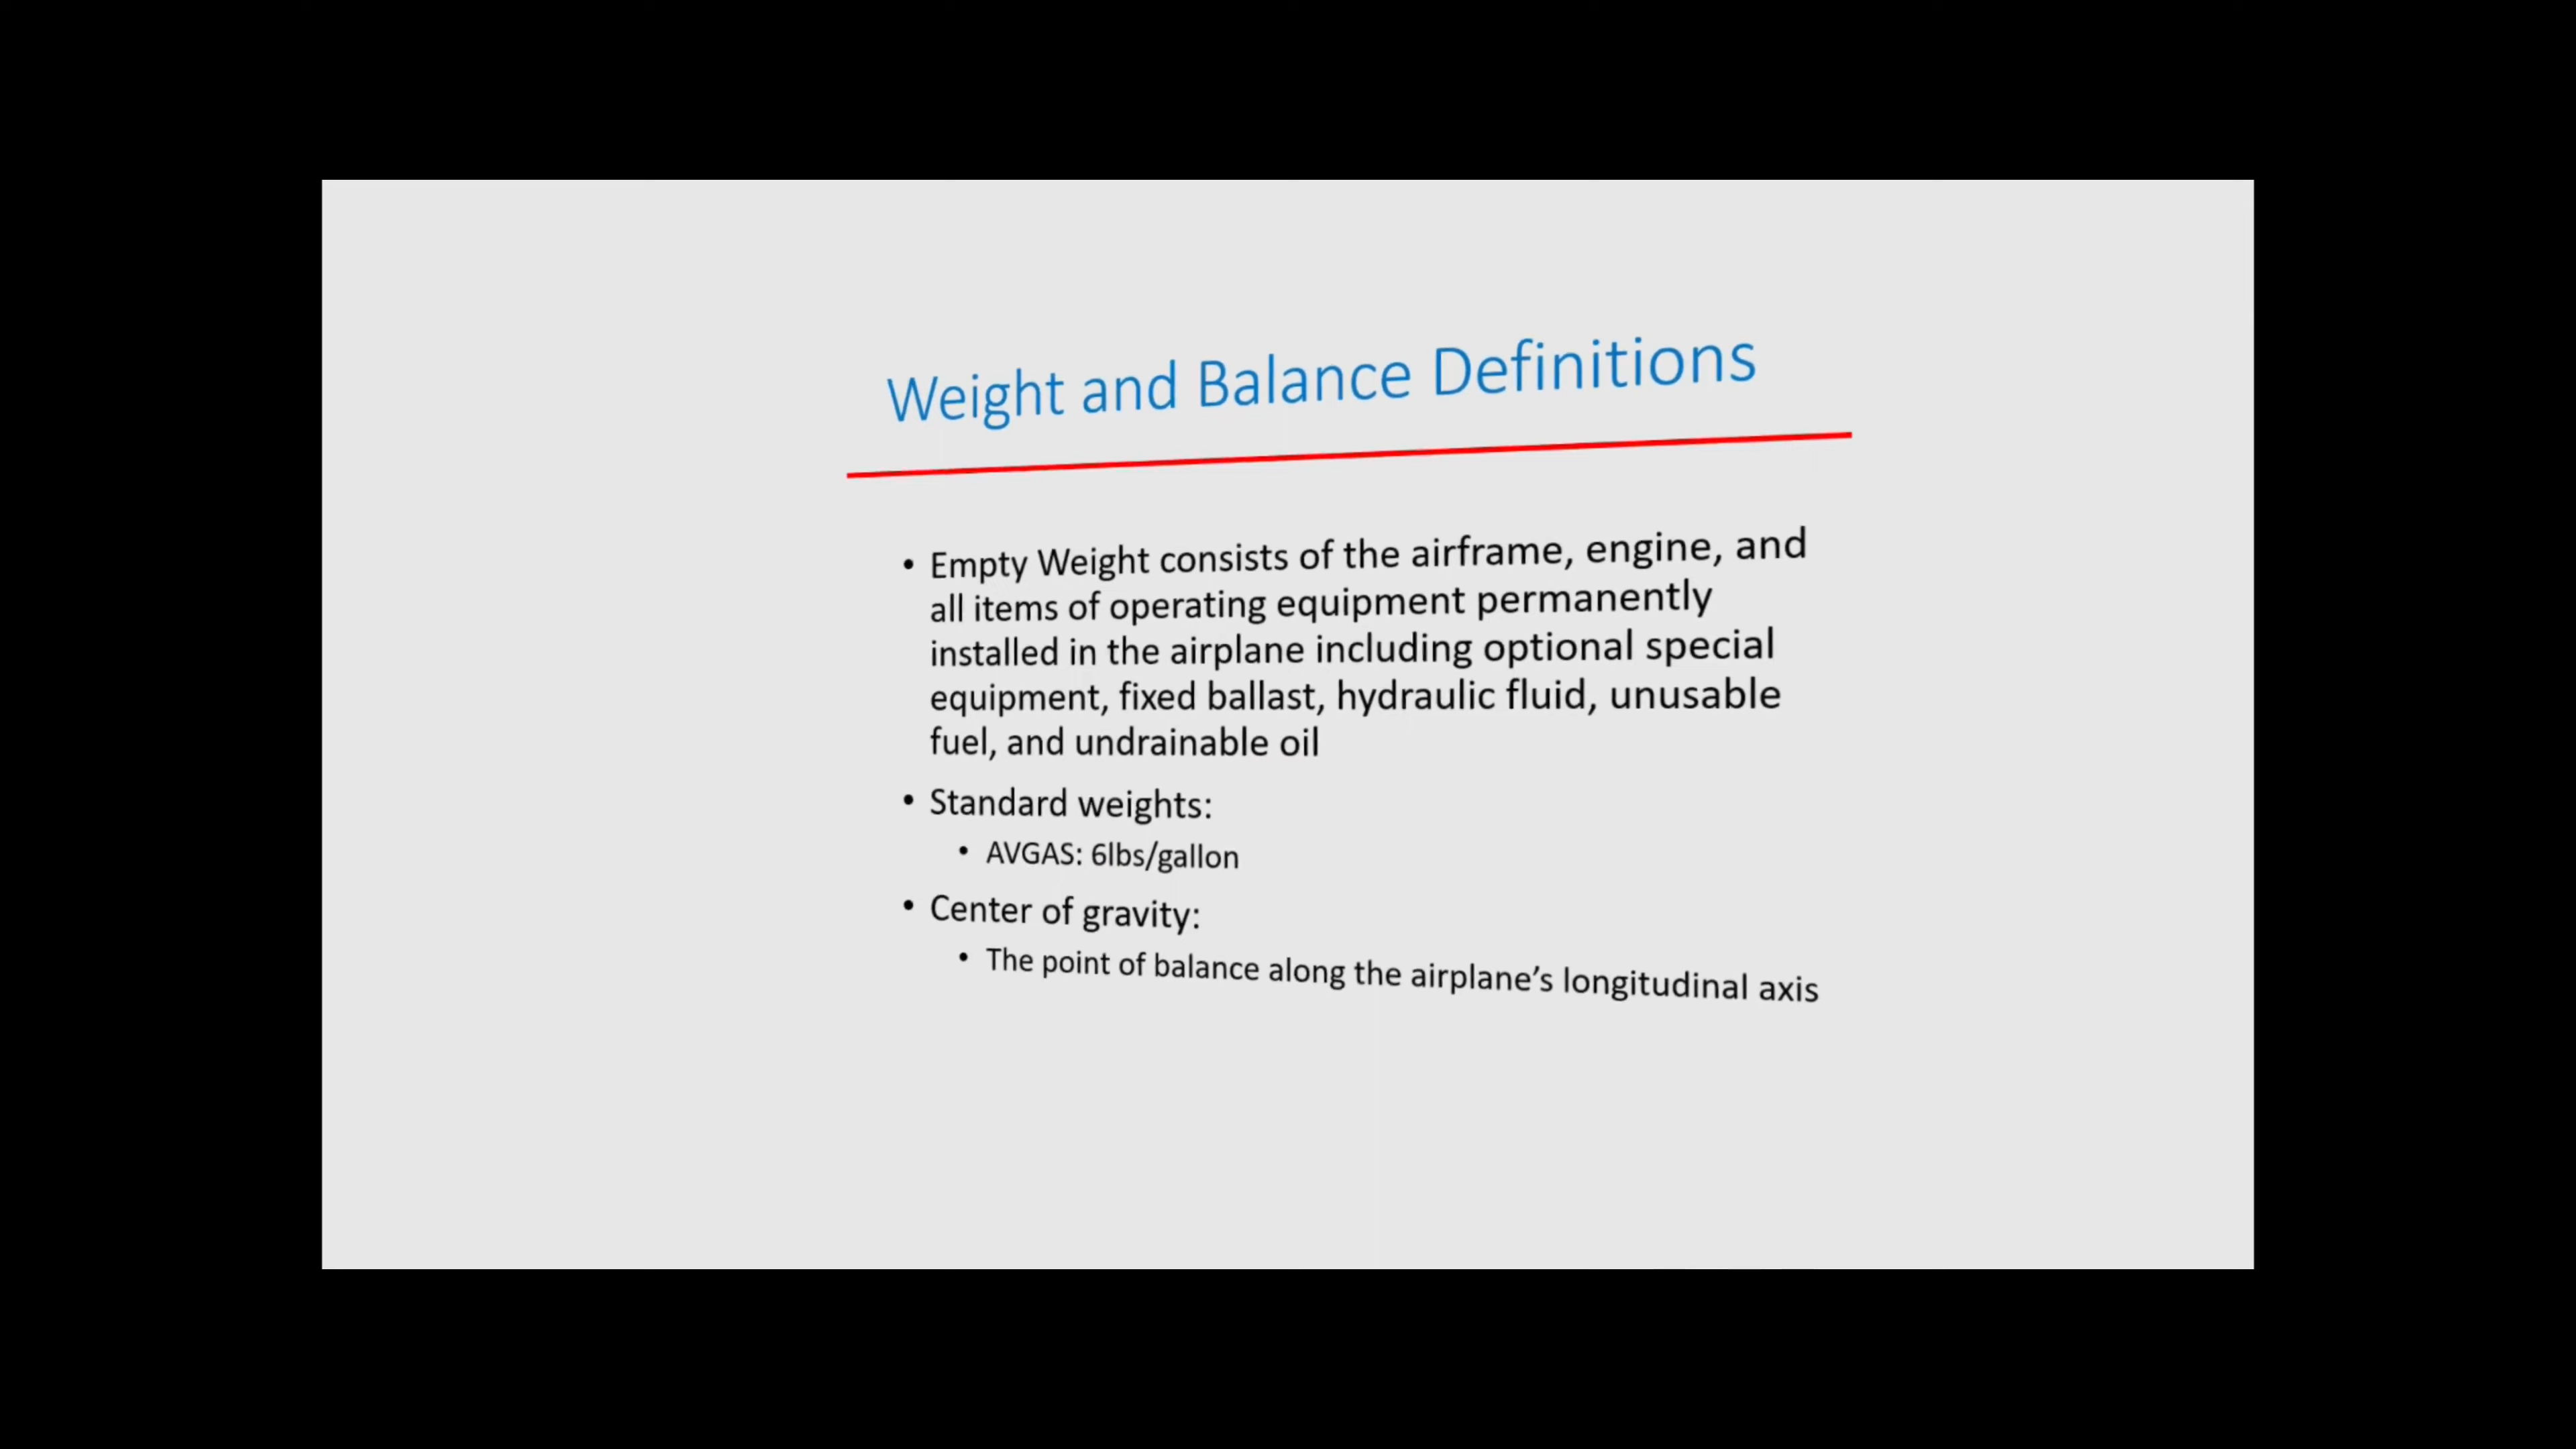 Weight and Balance Definitions
• Empty Weight consists of the airframe, engine, and
all items of operating equipment permanently
installed in the airplane including optional special
equipment, fixed ballast, hydraulic fluid, unusable
fuel, and undrainable oil
• Standard weights:
• AVGAS: 6lbs/gallon
• Center of gravity:
• The point of balance along the airplane’s longitudinal axis